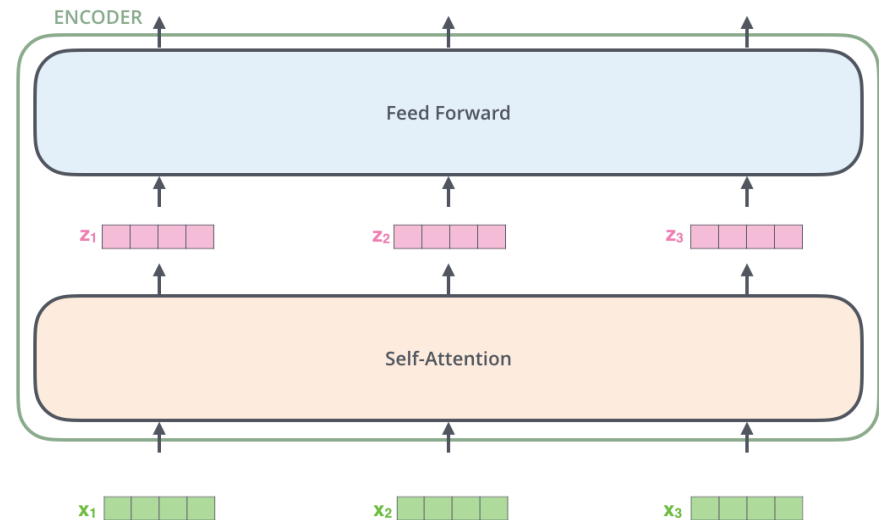 ENCODER
Feed Forward
z₁ z₂ z₃
Self-Attention
x₁ x₂ x₃